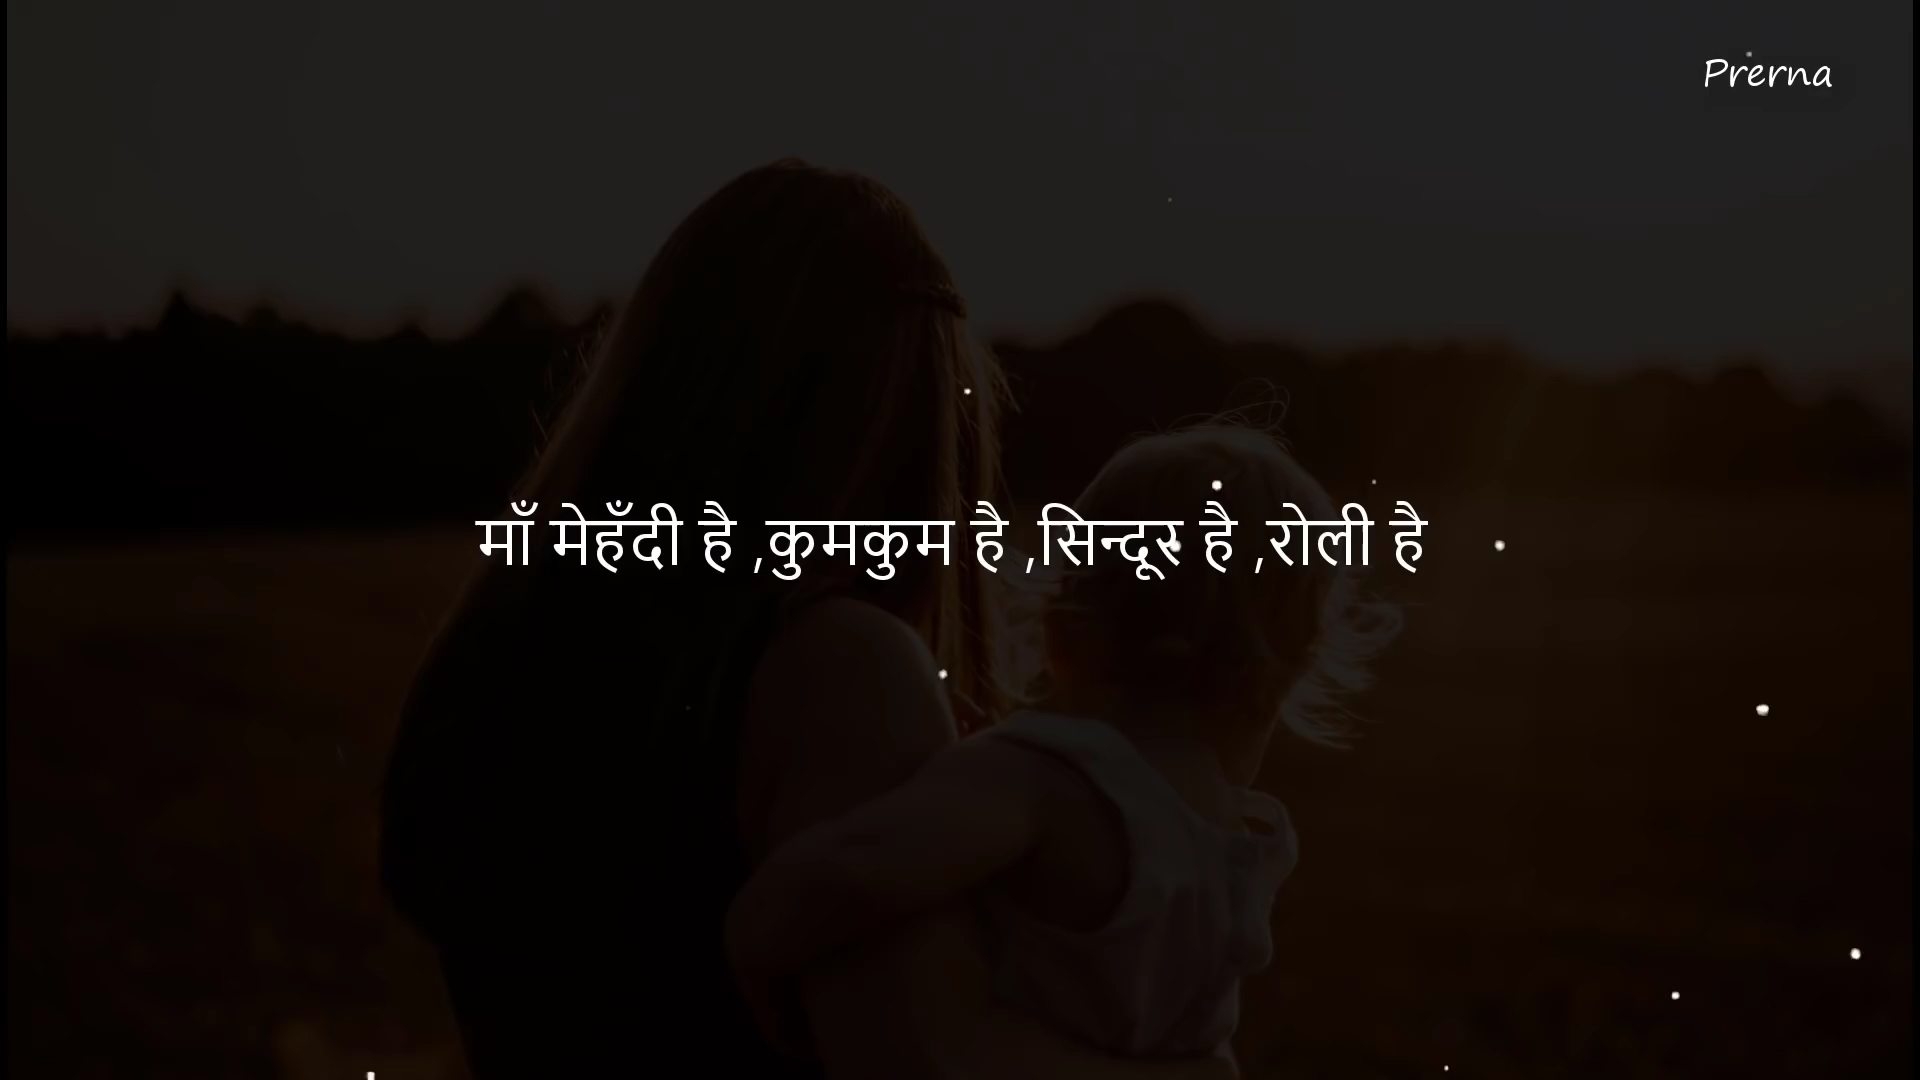 Prerna
माँ मेहँदी है ,कुमकुम है ,सिन्दूर है ,रोली है